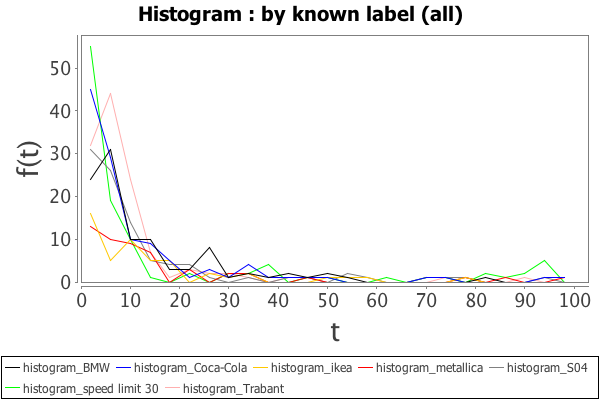 Histogram : by known label (all)
f(t)
50
40
30
20
10
0
0 10 20 30 40 50 60 70 80 90 100
t
histogram_BMW histogram_Coca-Cola histogram_ikea histogram_metallica histogram_S04
histogram_speed limit 30 histogram_Trabant